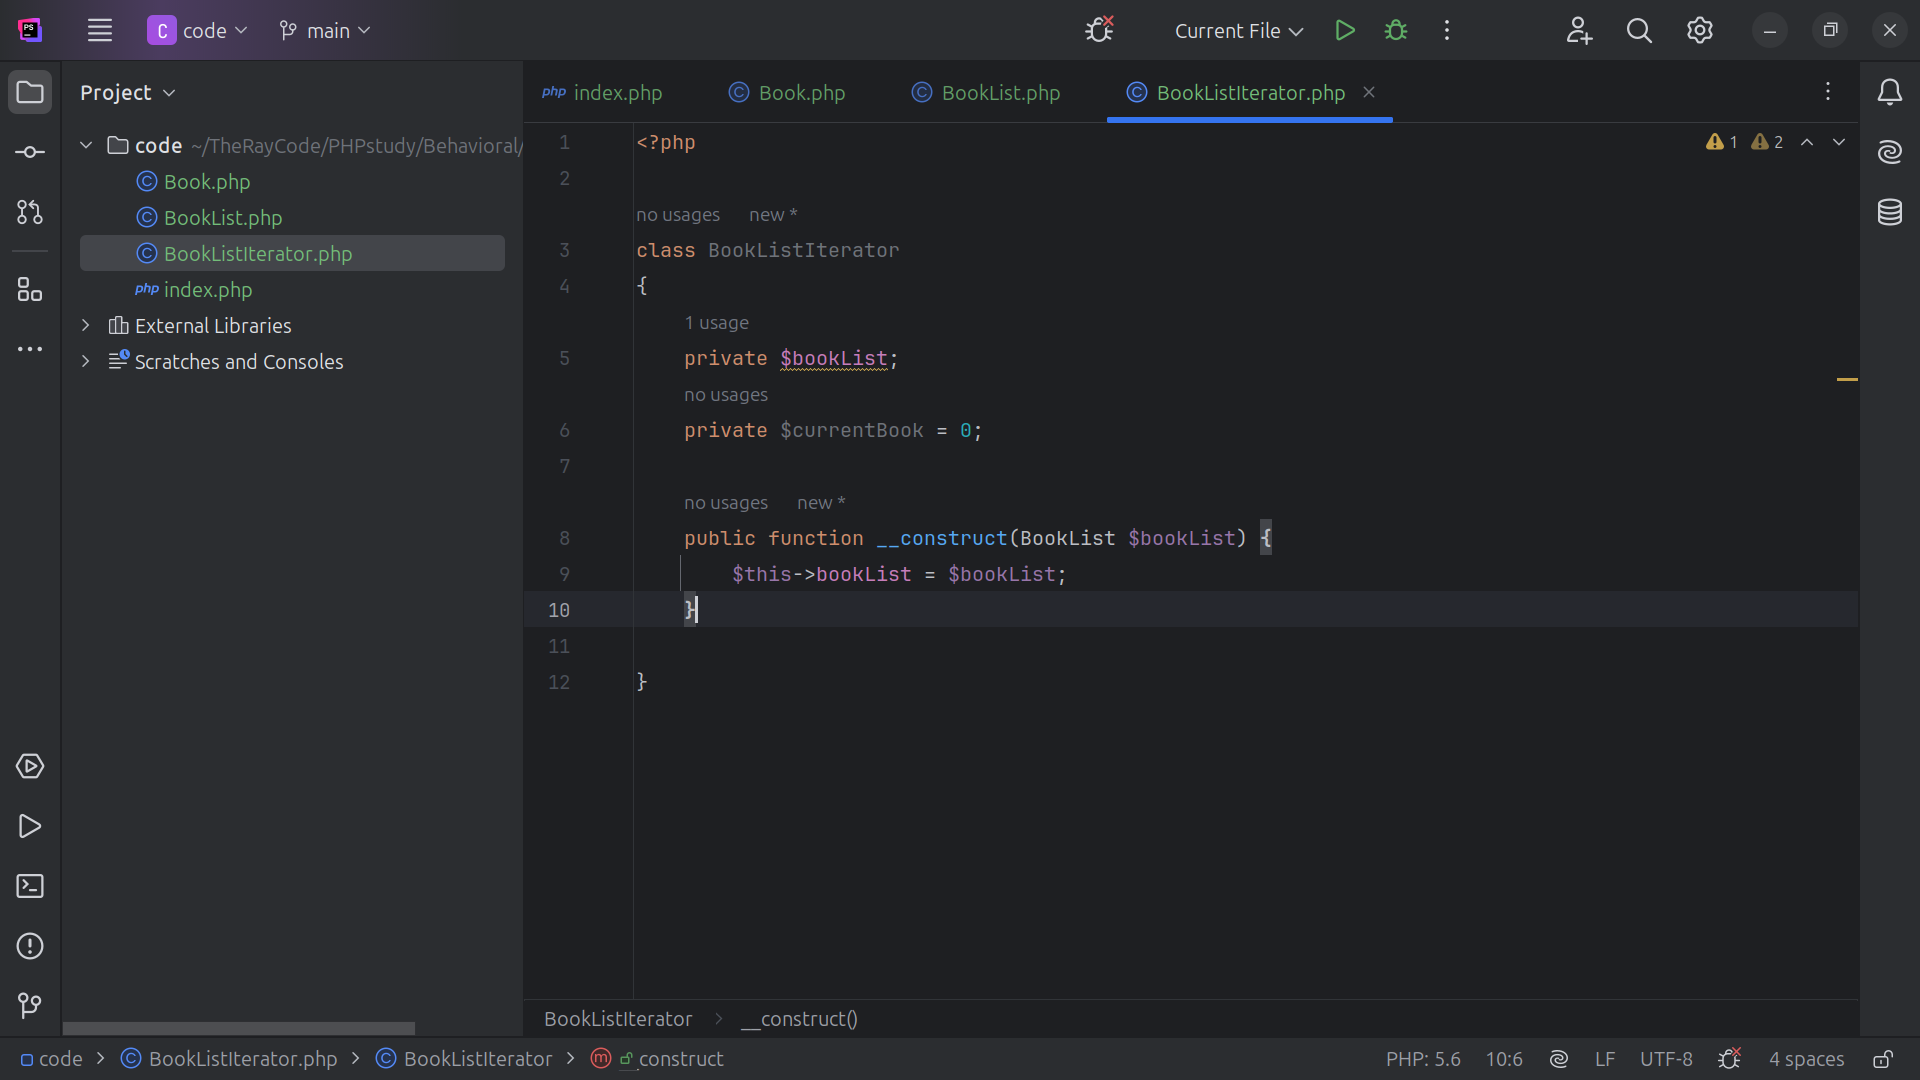 PS
C code main
Current File
Project
code ~/TheRayCode/PHPstudy/Behavioral/
Book.php
BookList.php
BookListIterator.php
php index.php
External Libraries
Scratches and Consoles
php index.php
Book.php
BookList.php
BookListIterator.php
1 2
1 <?php
2
no usages new *
3 class BookListIterator
4 {
1 usage
5 private $bookList;
no usages
6 private $currentBook = 0;
7
no usages new *
8 public function __construct(BookList $bookList) {
9 $this->bookList = $bookList;
10 }
11
12 }
BookListIterator > __construct()
code > BookListIterator.php > BookListIterator > m __construct
PHP: 5.6 10:6 LF UTF-8 4 spaces